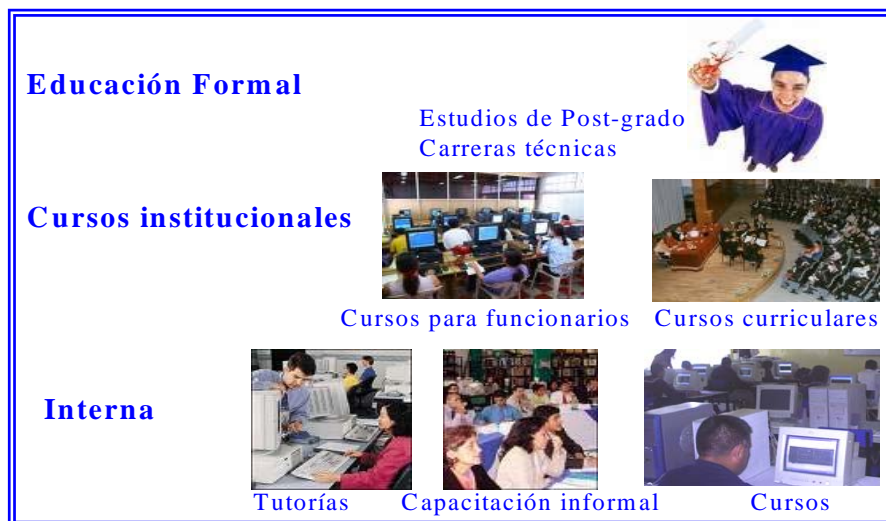 Educación Formal
Estudios de Post-grado
Carreras técnicas
Cursos institucionales
Cursos para funcionarios
Cursos curriculares
Interna
Tutorías
Capacitación informal
Cursos